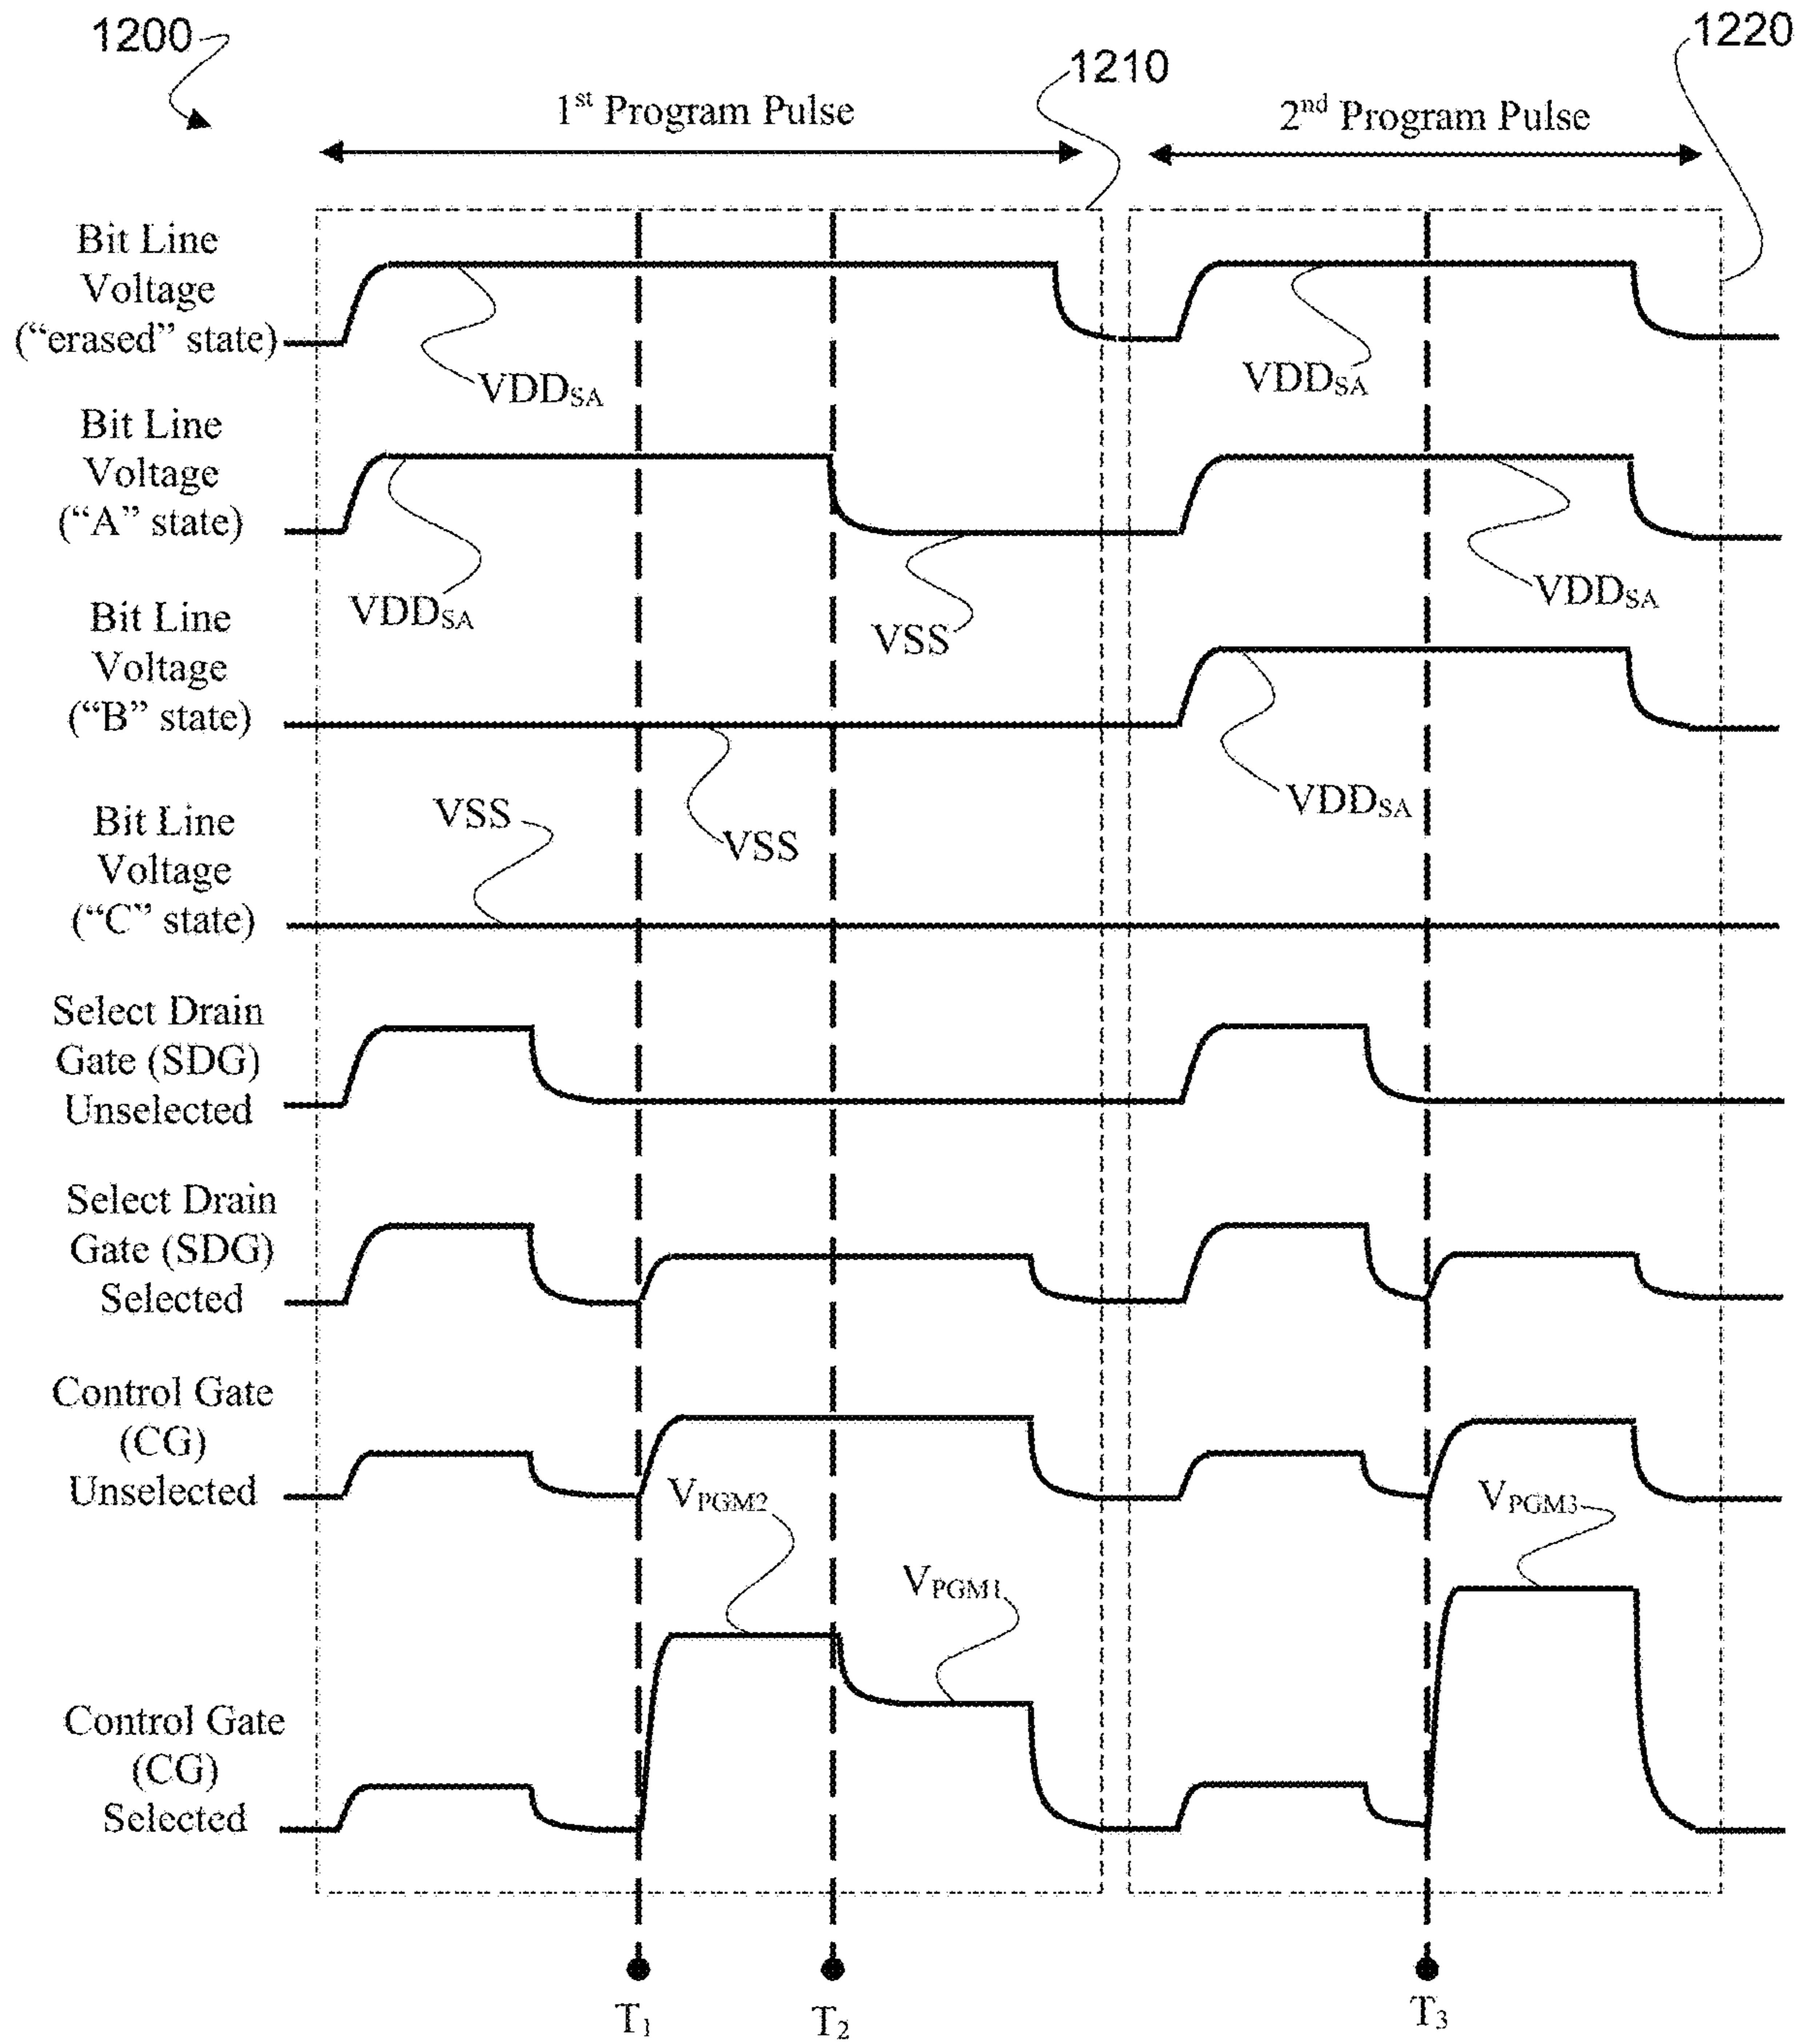 1200
1210
1220
1st Program Pulse
2nd Program Pulse
Bit Line
Voltage
(“erased” state)
VDDSA
VDDSA
Bit Line
Voltage
(“A” state)
VDDSA
VSS
VDDSA
Bit Line
Voltage
(“B” state)
VSS
VDDSA
Bit Line
Voltage
(“C” state)
VSS
Select Drain
Gate (SDG)
Unselected
Select Drain
Gate (SDG)
Selected
Control Gate
(CG)
Unselected
VPGM2
VPGM1
VPGM3
Control Gate
(CG)
Selected
T1
T2
T3